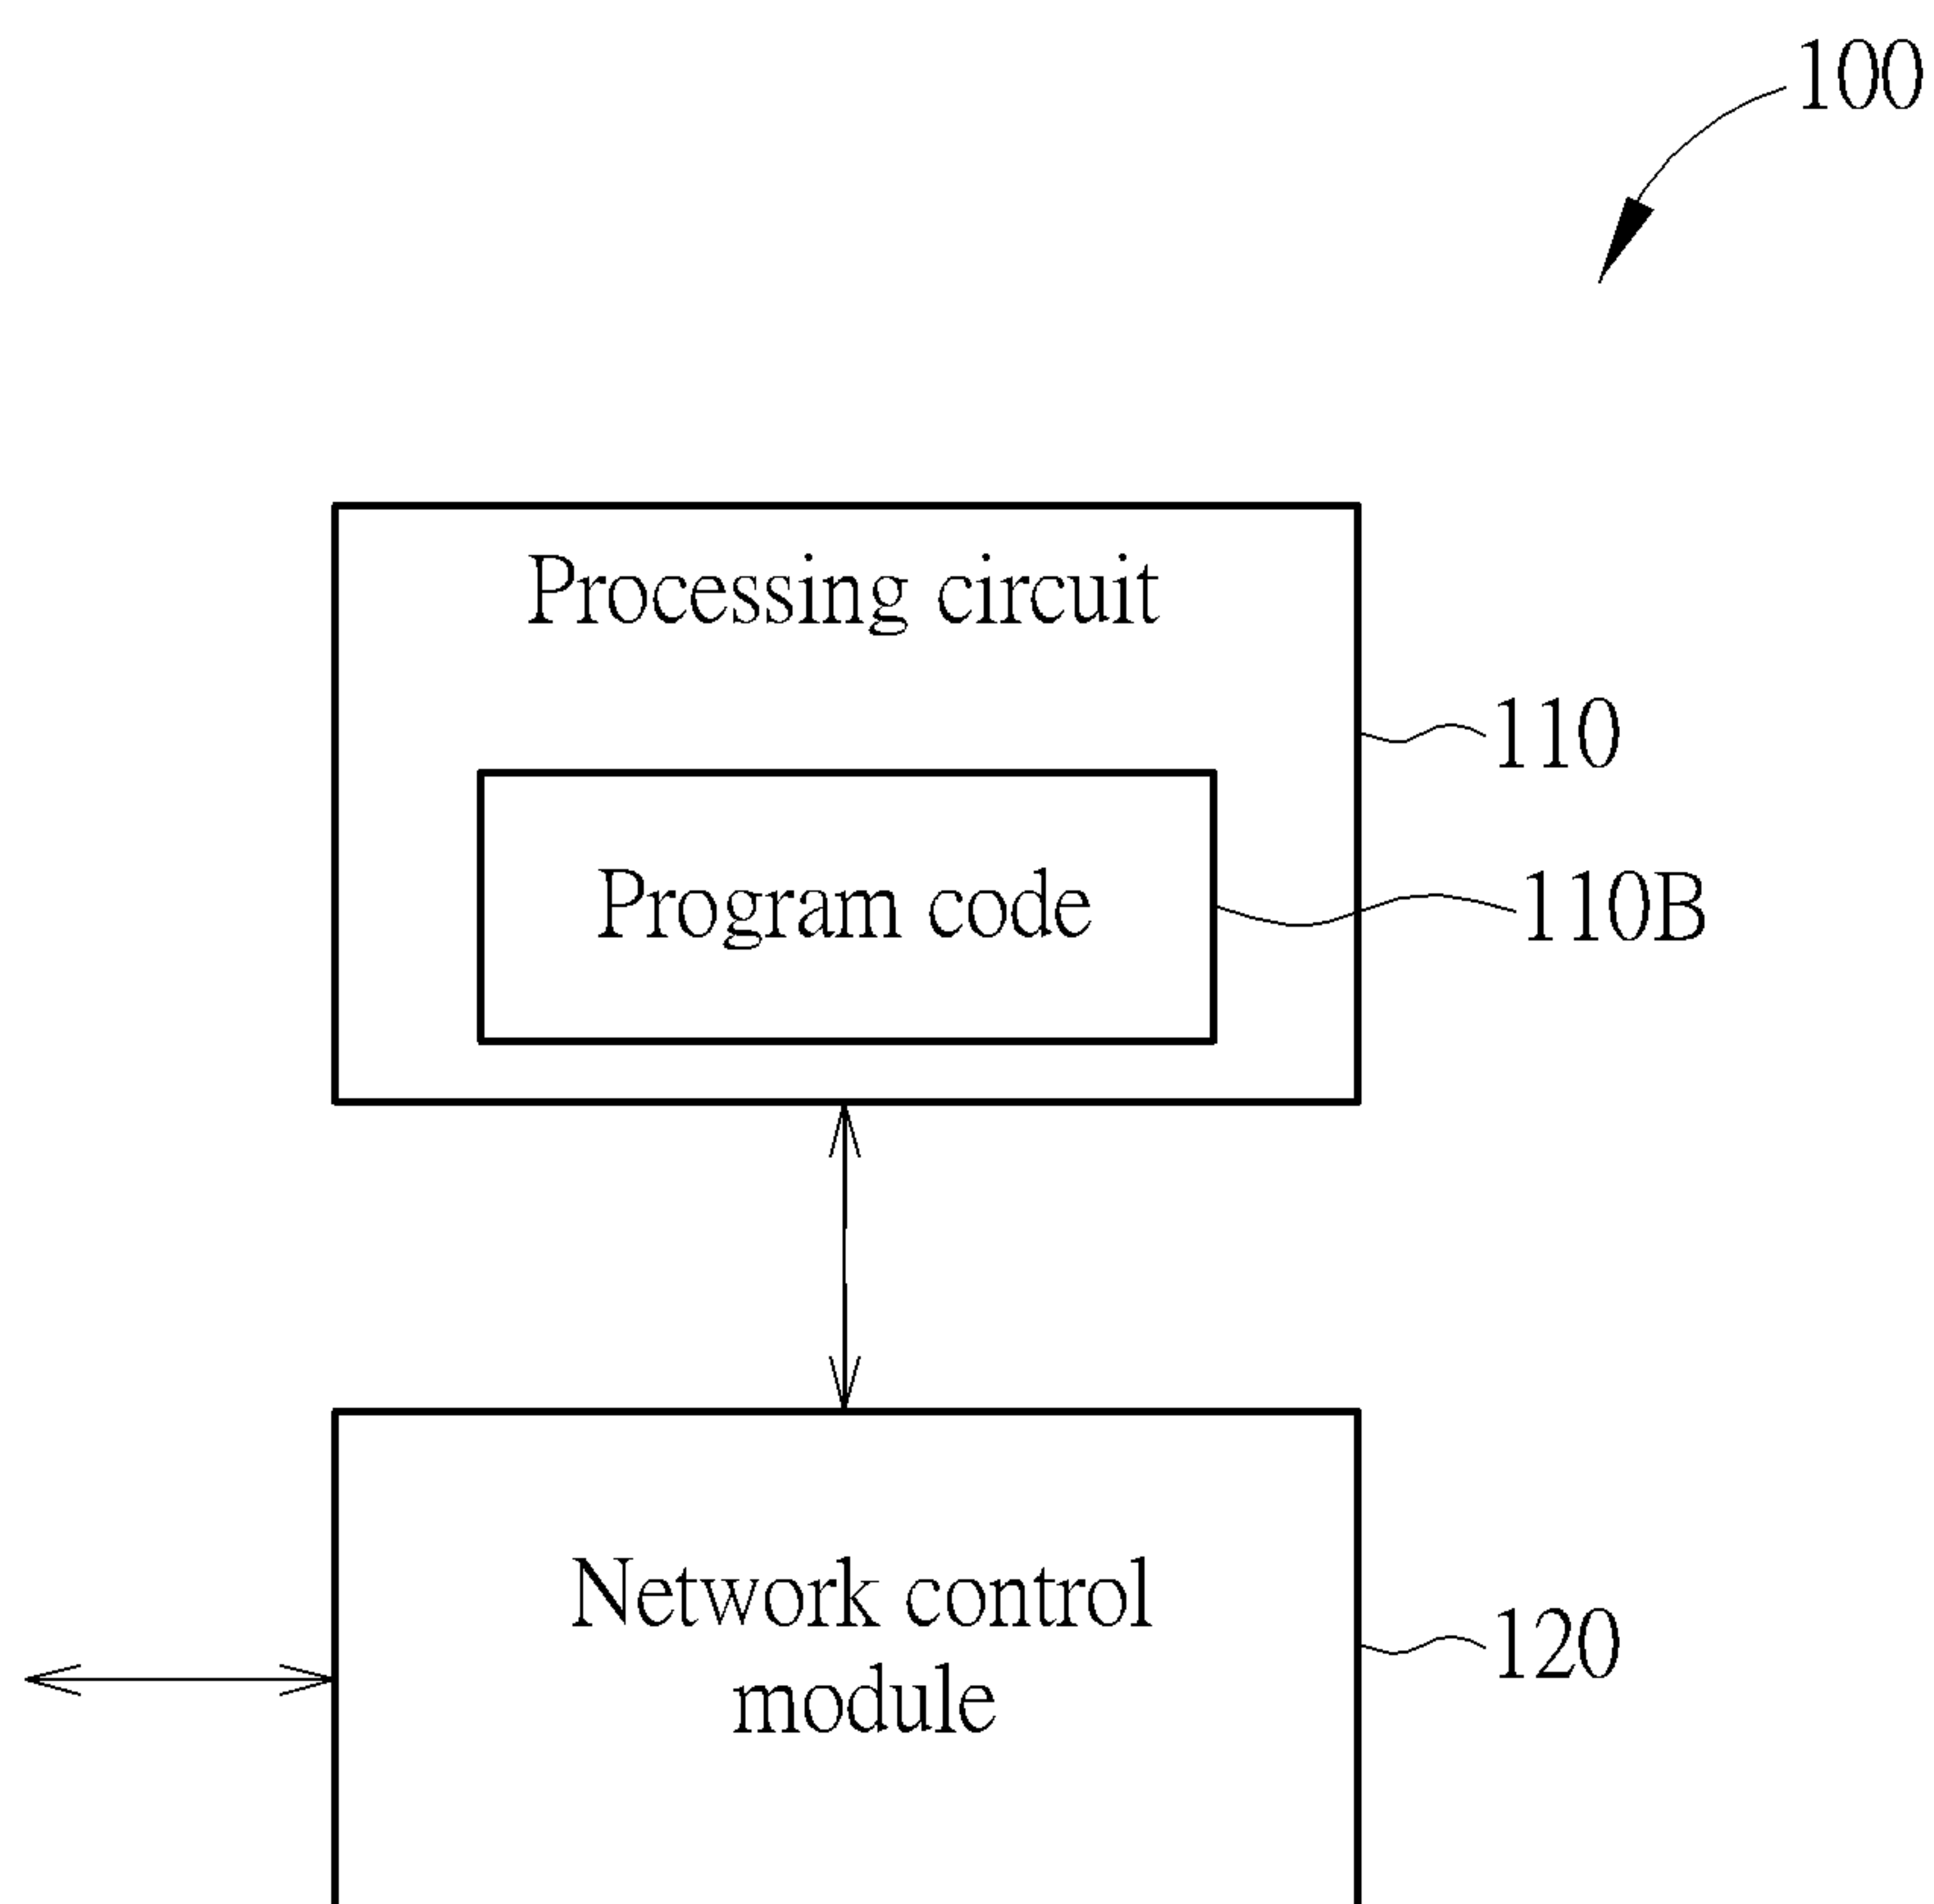 100
Processing circuit
110
Program code
110B
Network control
module
120